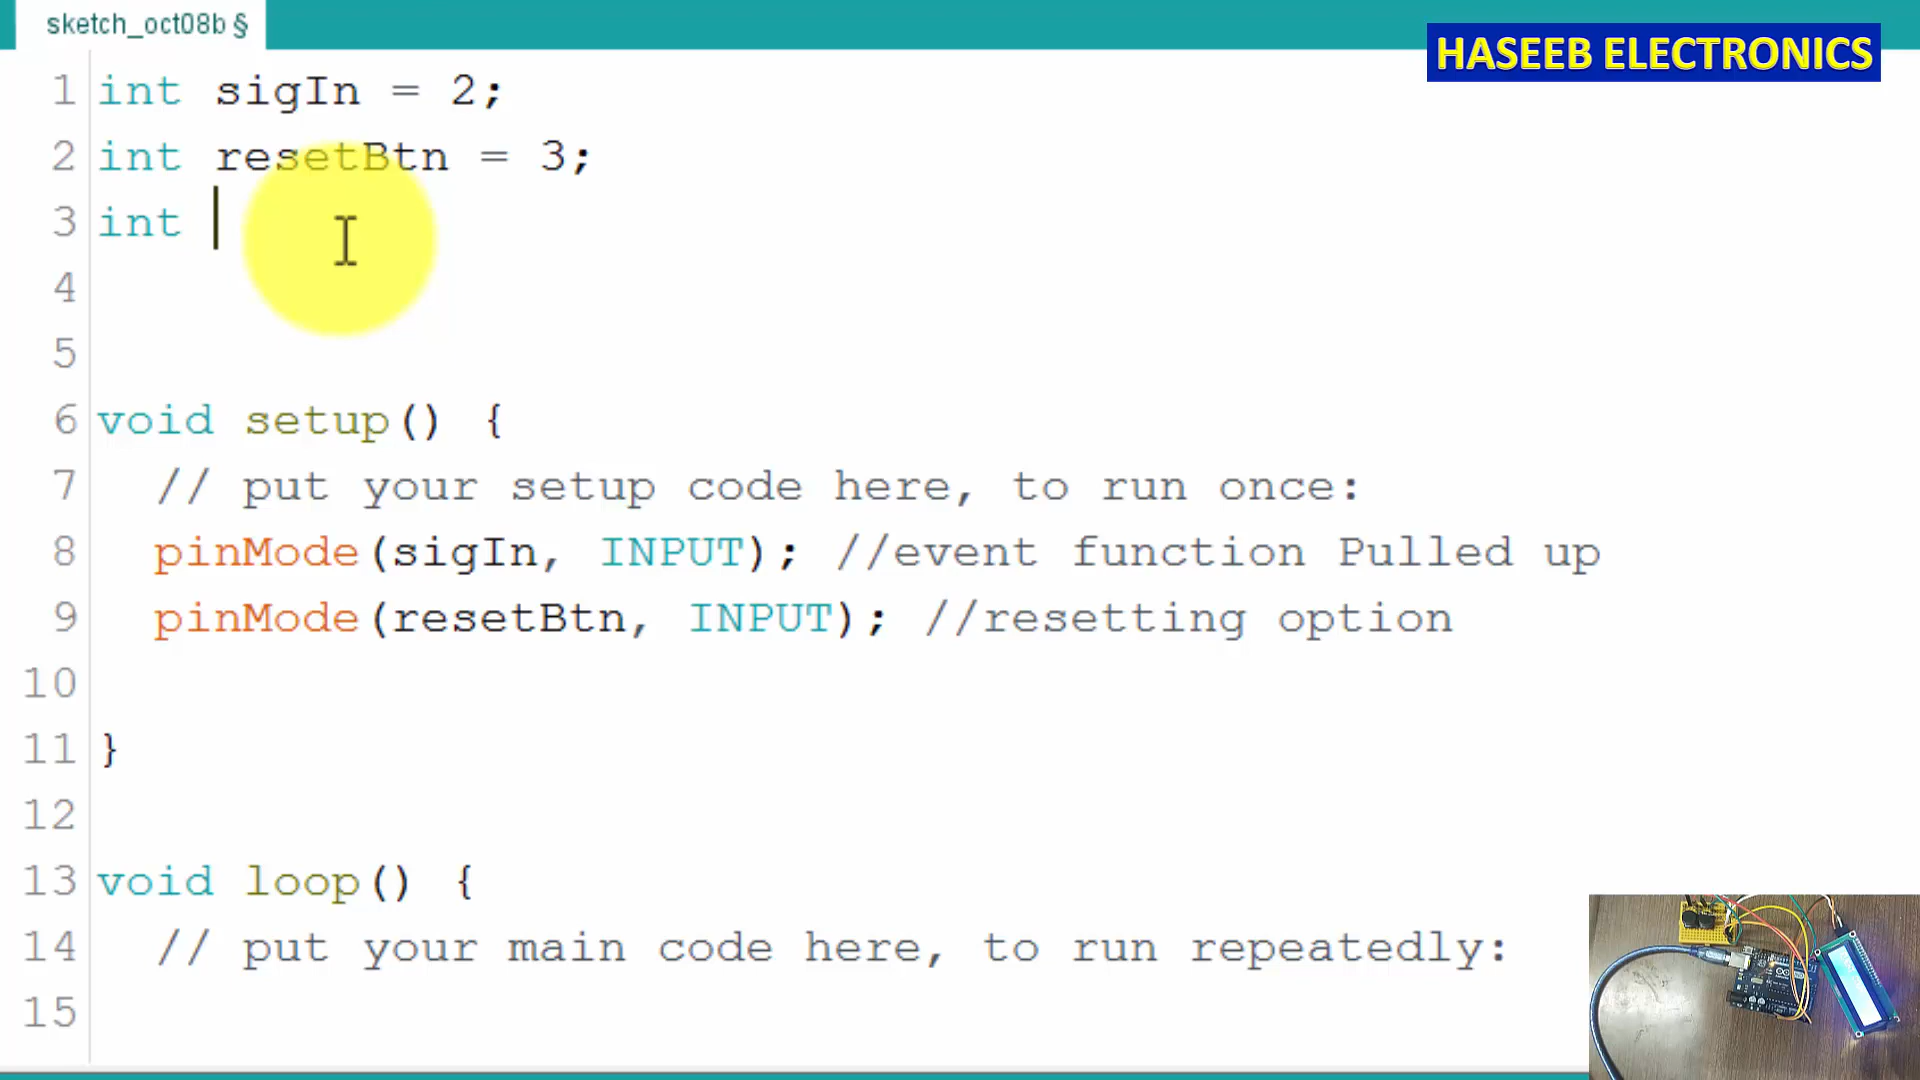 sketch_oct08b §
HASEEB ELECTRONICS
1 int sigIn = 2;
2 int resetBtn = 3;
3 int
4
5
6 void setup() {
7 // put your setup code here, to run once:
8 pinMode(sigIn, INPUT); //event function Pulled up
9 pinMode(resetBtn, INPUT); //resetting option
10
11 }
12
13 void loop() {
14 // put your main code here, to run repeatedly:
15